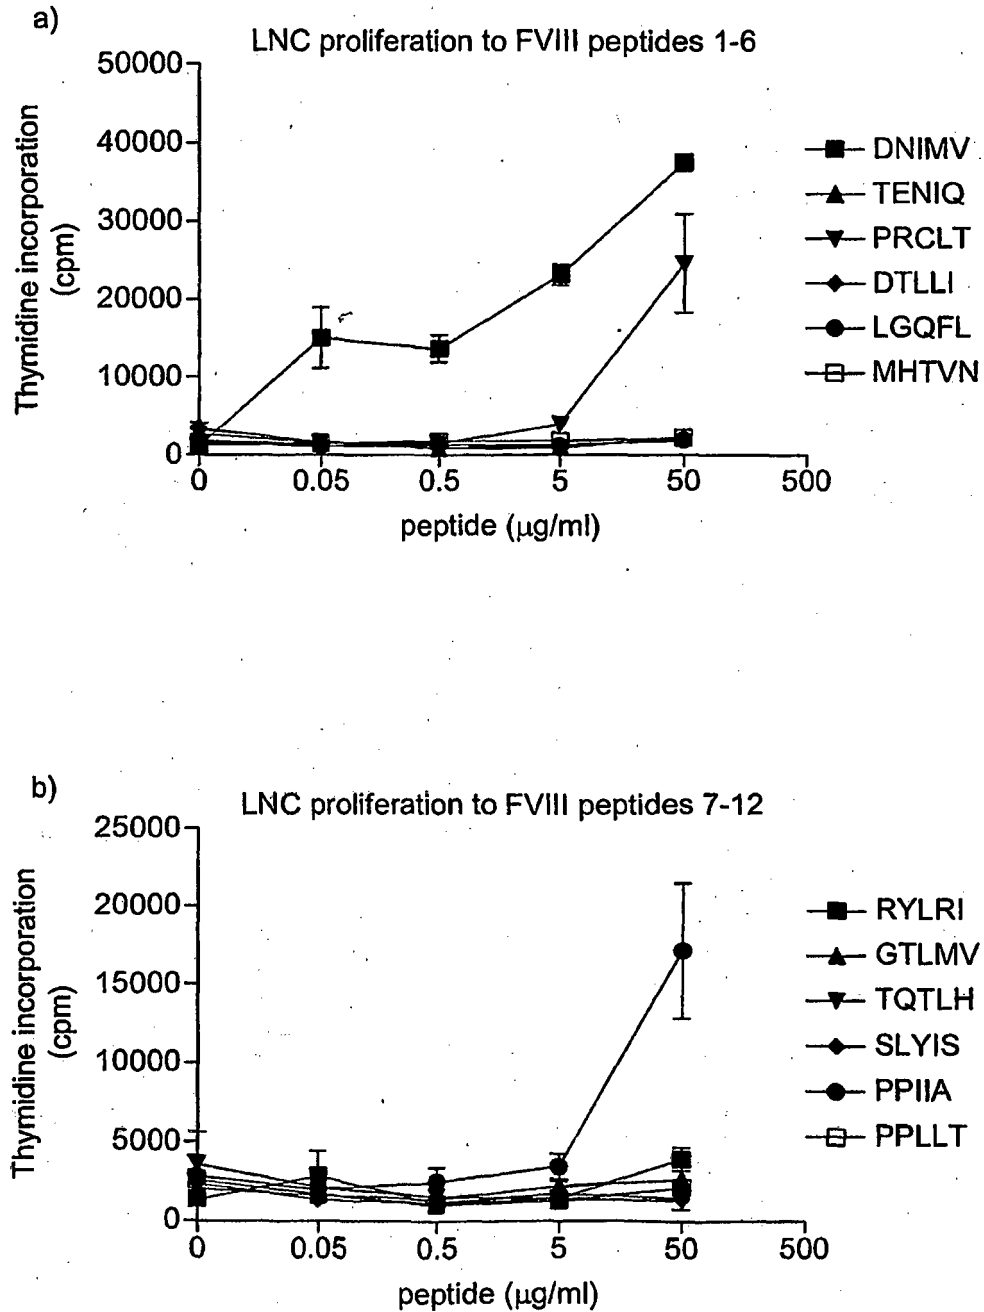 a)
LNC proliferation to FVIII peptides 1-6
Thymidine incorporation
(cpm)
50000
40000
30000
20000
10000
0
0 0.05 0.5 5 50 500
peptide (μg/ml)
DNIMV
TENIQ
PRCLT
DTLLI
LGQFL
MHTVN
b)
LNC proliferation to FVIII peptides 7-12
Thymidine incorporation
(cpm)
25000
20000
15000
10000
5000
0
0 0.05 0.5 5 50 500
peptide (μg/ml)
RYLRI
GTLMV
TQTLH
SLYIS
PPIIA
PPLLT